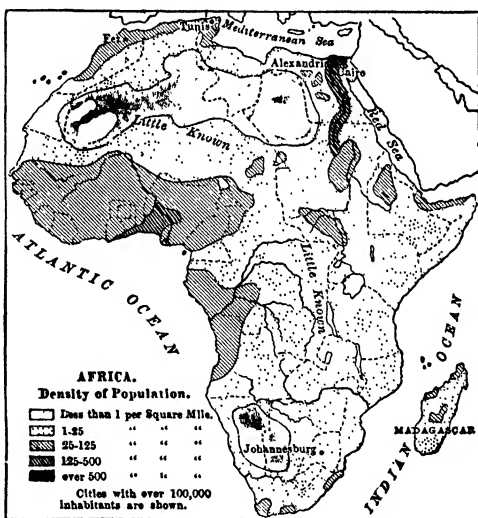 Mediterranean Sea
Fez
Tunis
Alexandria
Cairo
Red Sea
Little Known
Little Known
ATLANTIC OCEAN
INDIAN OCEAN
MADAGASCAR
Johannesburg
AFRICA.
Density of Population.
Less than 1 per Square Mile.
1-25 " " "
25-125 " " "
125-500 " " "
over 500 " " "
Cities with over 100,000
inhabitants are shown.